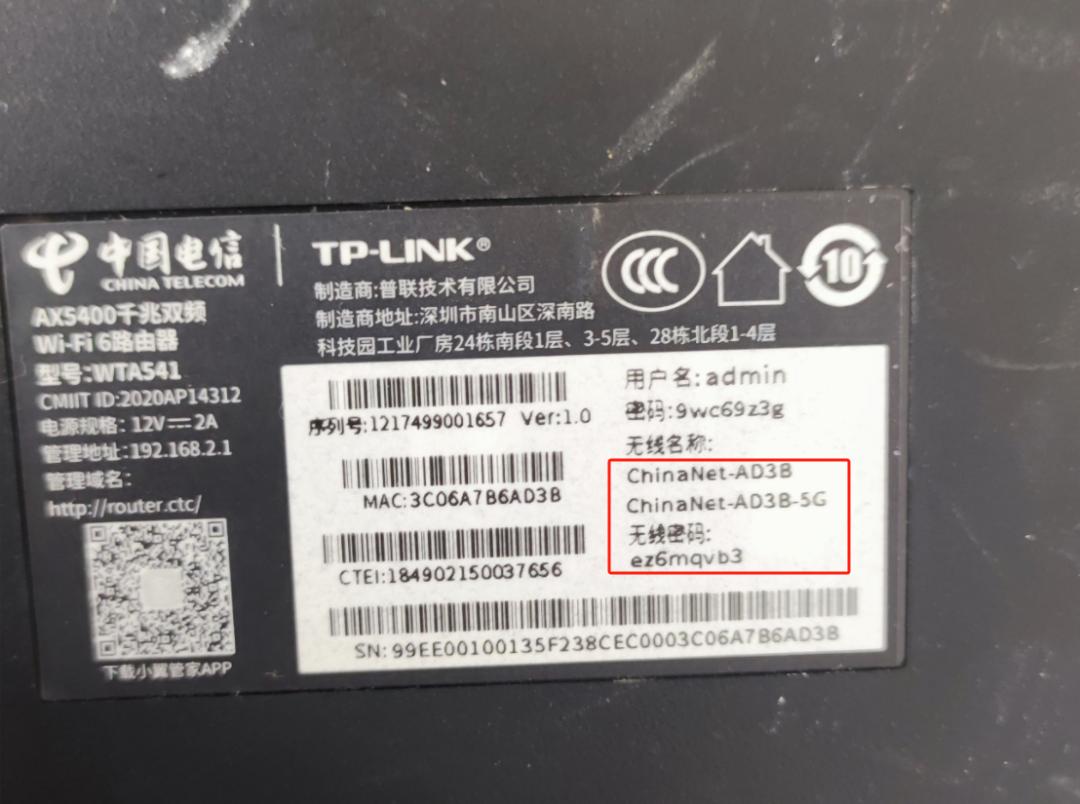 中国电信
CHINA TELECOM
AX5400千兆双频
Wi-Fi 6路由器
型号:WTA541
CMIIT ID:2020AP14312
电源规格: 12V⎓2A
管理地址:192.168.2.1
管理域名:
http://router.ctc/
下载小翼管家APP
TP-LINK®
制造商:普联技术有限公司
制造商地址:深圳市南山区深南路
科技园工业厂房24栋南段1层、3-5层、28栋北段1-4层
CCC
10
序列号:1217499001657 Ver:1.0
MAC:3C06A7B6AD3B
CTEI:184902150037656
用户名:admin
密码:9wc69z3g
无线名称:
ChinaNet-AD3B
ChinaNet-AD3B-5G
无线密码:
ez6mqvb3
SN: 99EE00100135F238CEC0003C06A7B6AD3B